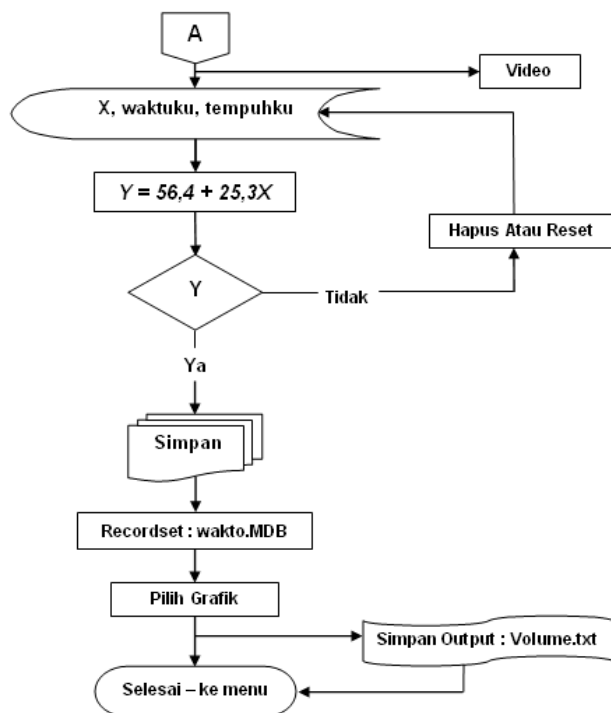 A
Video
X, waktuku, tempuhku
Y = 56,4 + 25,3X
Hapus Atau Reset
Y
Tidak
Ya
Simpan
Recordset : wakto.MDB
Pilih Grafik
Simpan Output : Volume.txt
Selesai – ke menu